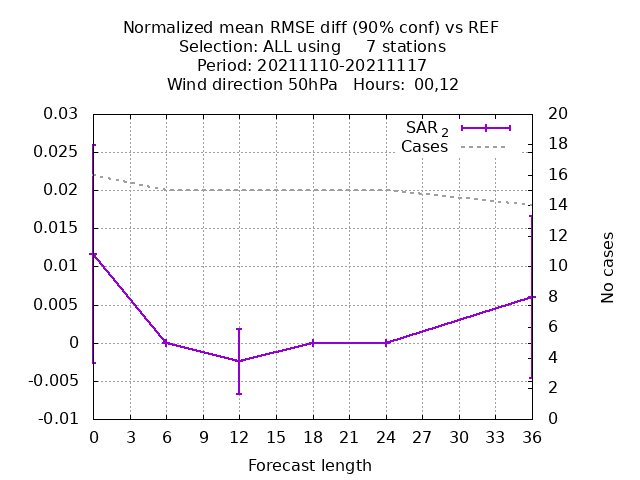 Normalized mean RMSE diff (90% conf) vs REF
Selection: ALL using     7 stations
Period: 20211110-20211117
Wind direction 50hPa   Hours:  00,12
0.03
0.025
0.02
0.015
0.01
0.005
0
-0.005
-0.01
SAR 2
Cases
20
18
16
14
12
10
8
6
4
2
0
No cases
0 3 6 9 12 15 18 21 24 27 30 33 36
Forecast length